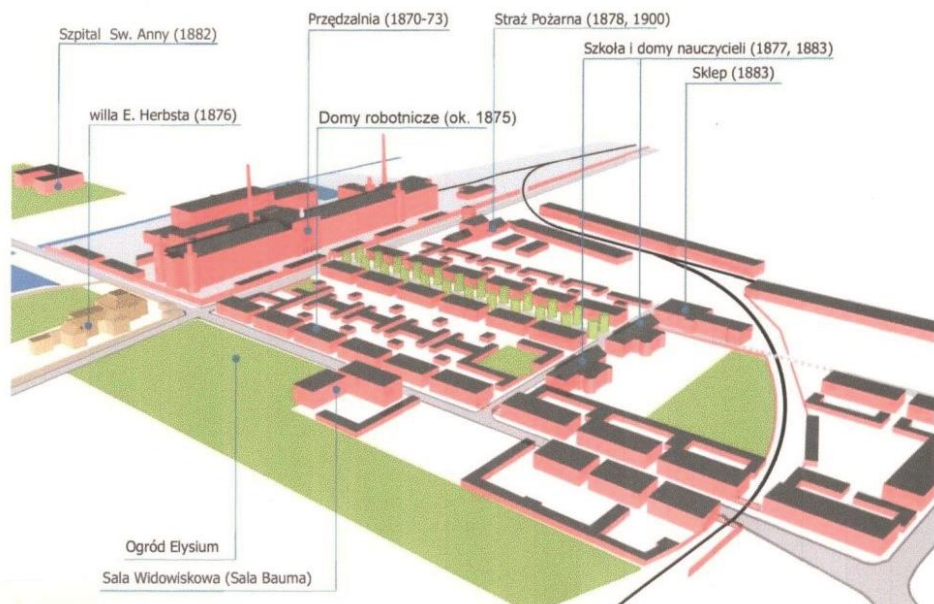 Szpital Sw. Anny (1882)
Przędzalnia (1870-73)
Straż Pożarna (1878, 1900)
Szkoła i domy nauczycieli (1877, 1883)
Sklep (1883)
willa E. Herbsta (1876)
Domy robotnicze (ok. 1875)
Ogród Elysium
Sala Widowiskowa (Sala Bauma)